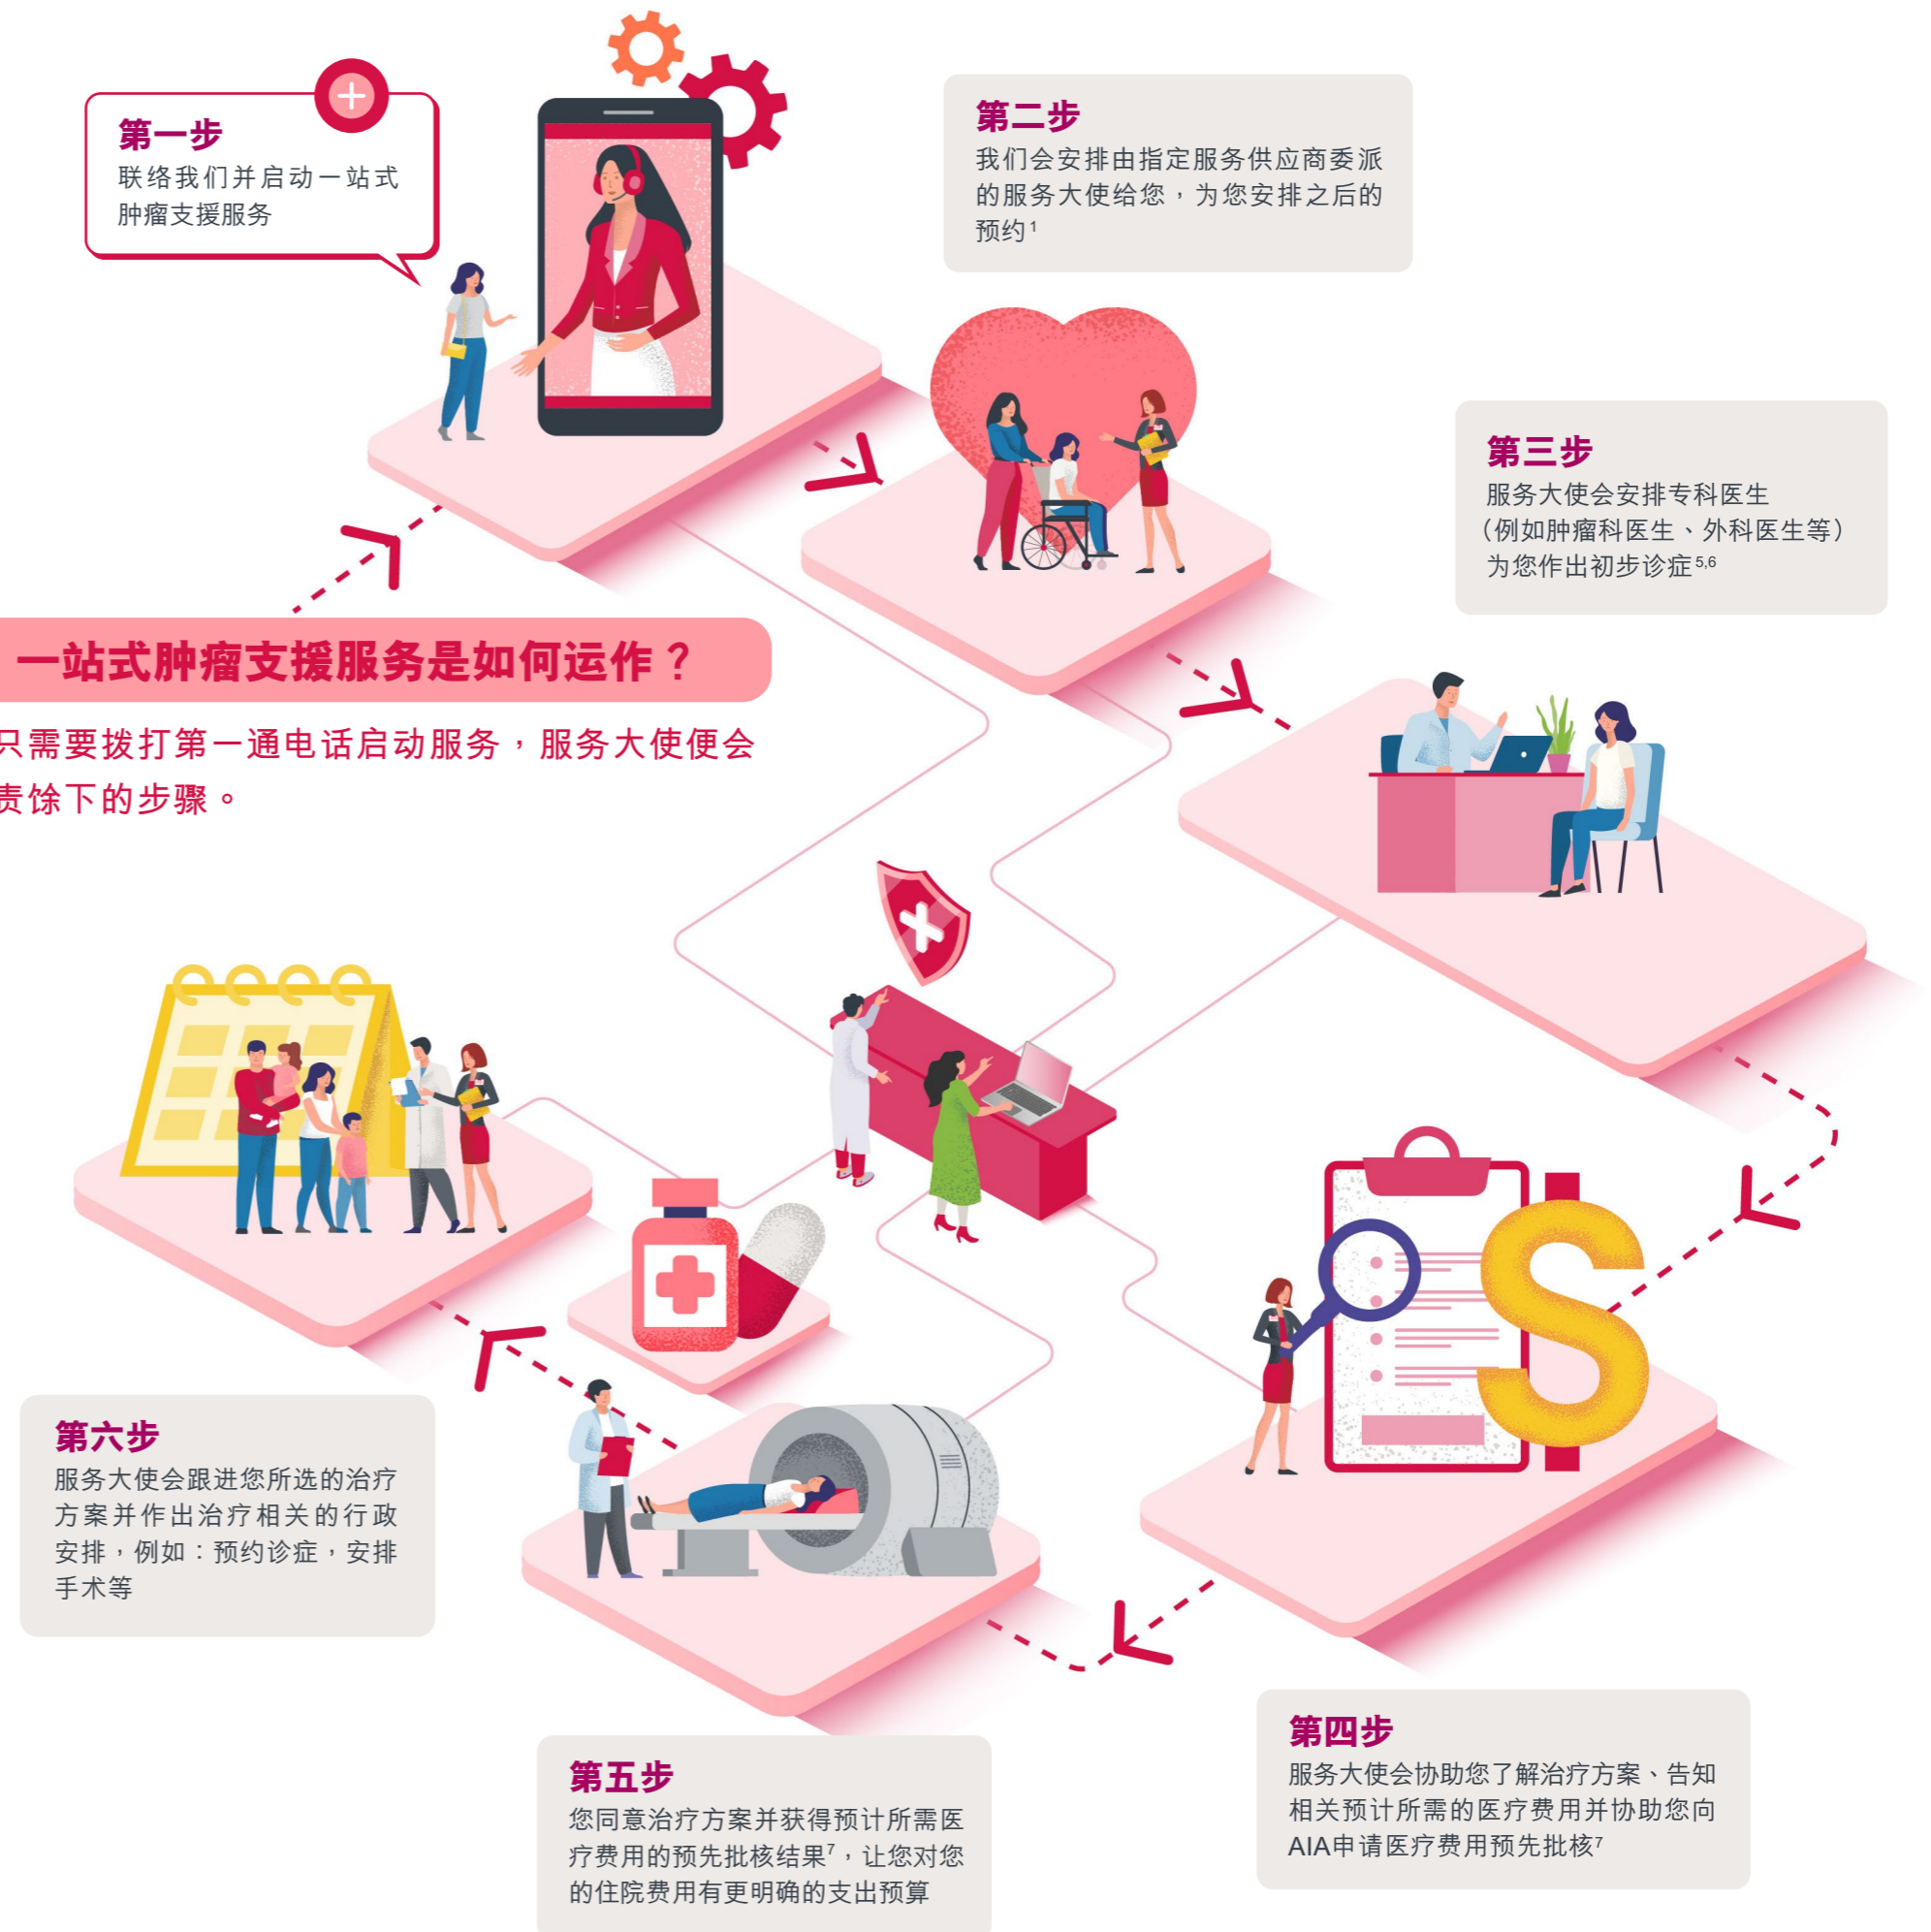 第一步
联络我们并启动一站式
肿瘤支援服务
第二步
我们会安排由指定服务供应商委派
的服务大使给您，为您安排之后的
预约1
第三步
服务大使会安排专科医生
（例如肿瘤科医生、外科医生等）
为您作出初步诊症5,6
一站式肿瘤支援服务是如何运作？
只需要拨打第一通电话启动服务，服务大使便会
责馀下的步骤。
第四步
服务大使会协助您了解治疗方案、告知
相关预计所需的医疗费用并协助您向
AIA申请医疗费用预先批核7
第五步
您同意治疗方案并获得预计所需医
疗费用的预先批核结果7，让您对您
的住院费用有更明确的支出预算
第六步
服务大使会跟进您所选的治疗
方案并作出治疗相关的行政
安排，例如：预约诊症，安排
手术等